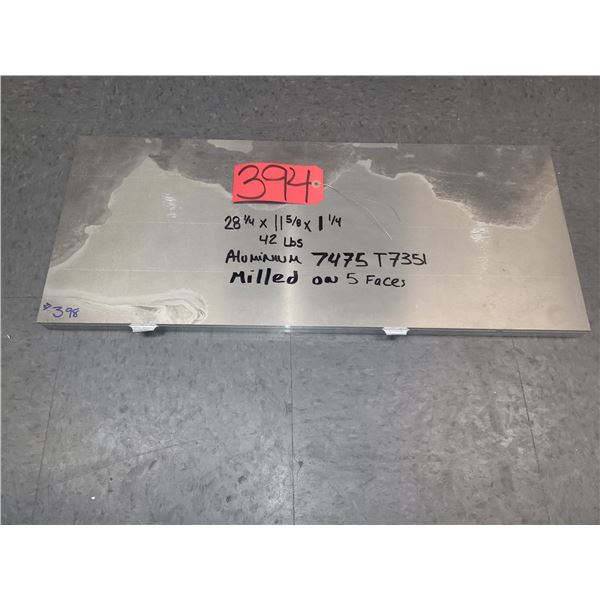 394
28 1/4 x 11 5/8 x 1 1/4
42 Lbs
Aluminum 7475 T7351
Milled on 5 Faces
$398